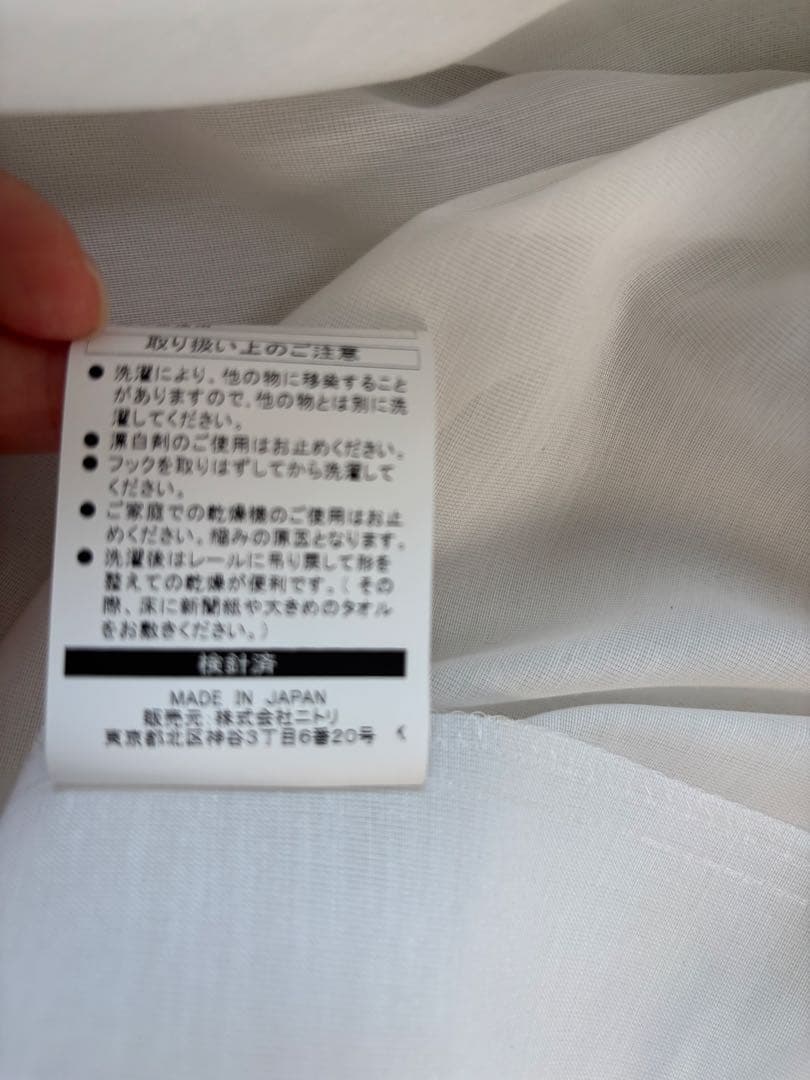 取り扱い上のご注意
● 洗濯により、他の物に移染すること
がありますので、他の物とは別に洗
濯してください。
● 漂白剤のご使用はお止めください。
● フックを取りはずしてから洗濯して
ください。
● ご家庭での乾燥機のご使用はお止
めください。縮みの原因となります。
● 洗濯後はレールに吊り戻して形を
整えての乾燥が便利です。(その
際、床に新聞紙や大きめのタオル
をお敷きください。)
検針済
MADE IN JAPAN
販売元 株式会社ニトリ
東京都北区神谷3丁目6番20号 く